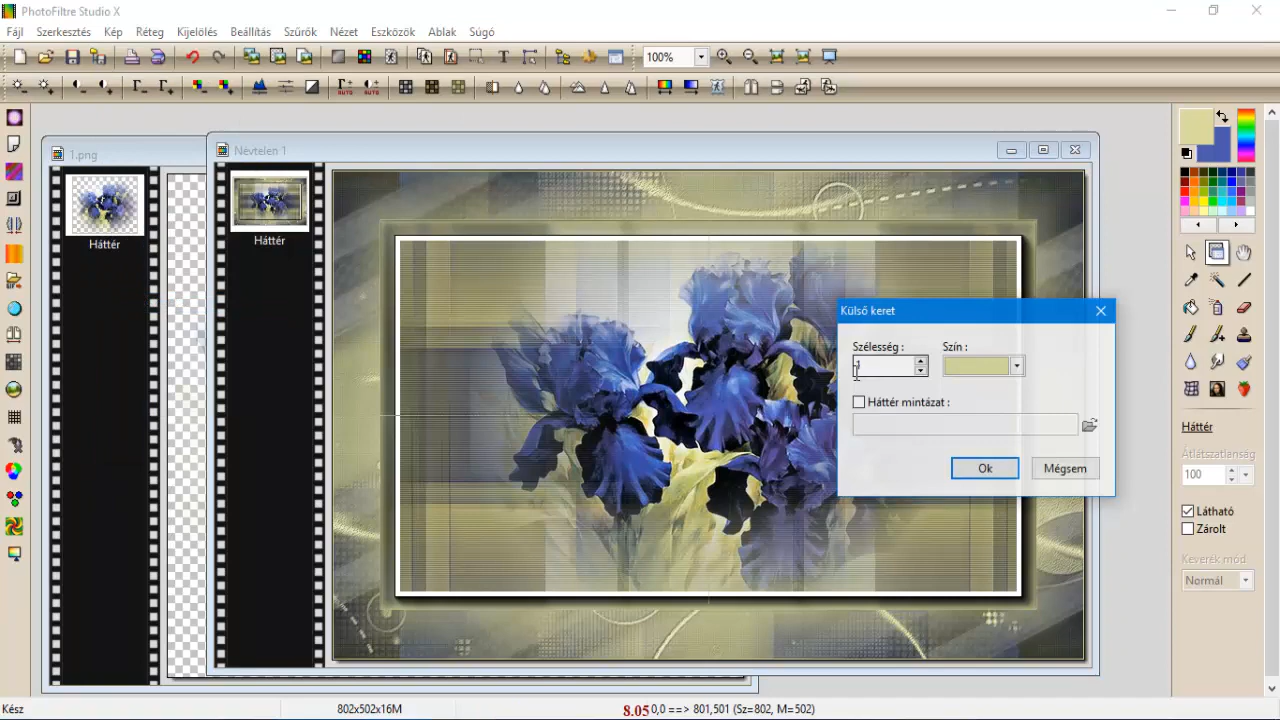 PhotoFiltre Studio X
Fájl Szerkesztés Kép Réteg Kijelölés Beállítás Szűrők Nézet Eszközök Ablak Súgó
100%
1.png
Névtelen 1
Háttér
Háttér
Külső keret
Szélesség : Szín :
1
Háttér mintázat :
Ok Mégsem
Háttér
Átlátszatlanság
100
Látható
Zárolt
Keverék mód
Normál
Kész 802x502x16M 8.05 0,0 ==> 801,501 (Sz=802, M=502)